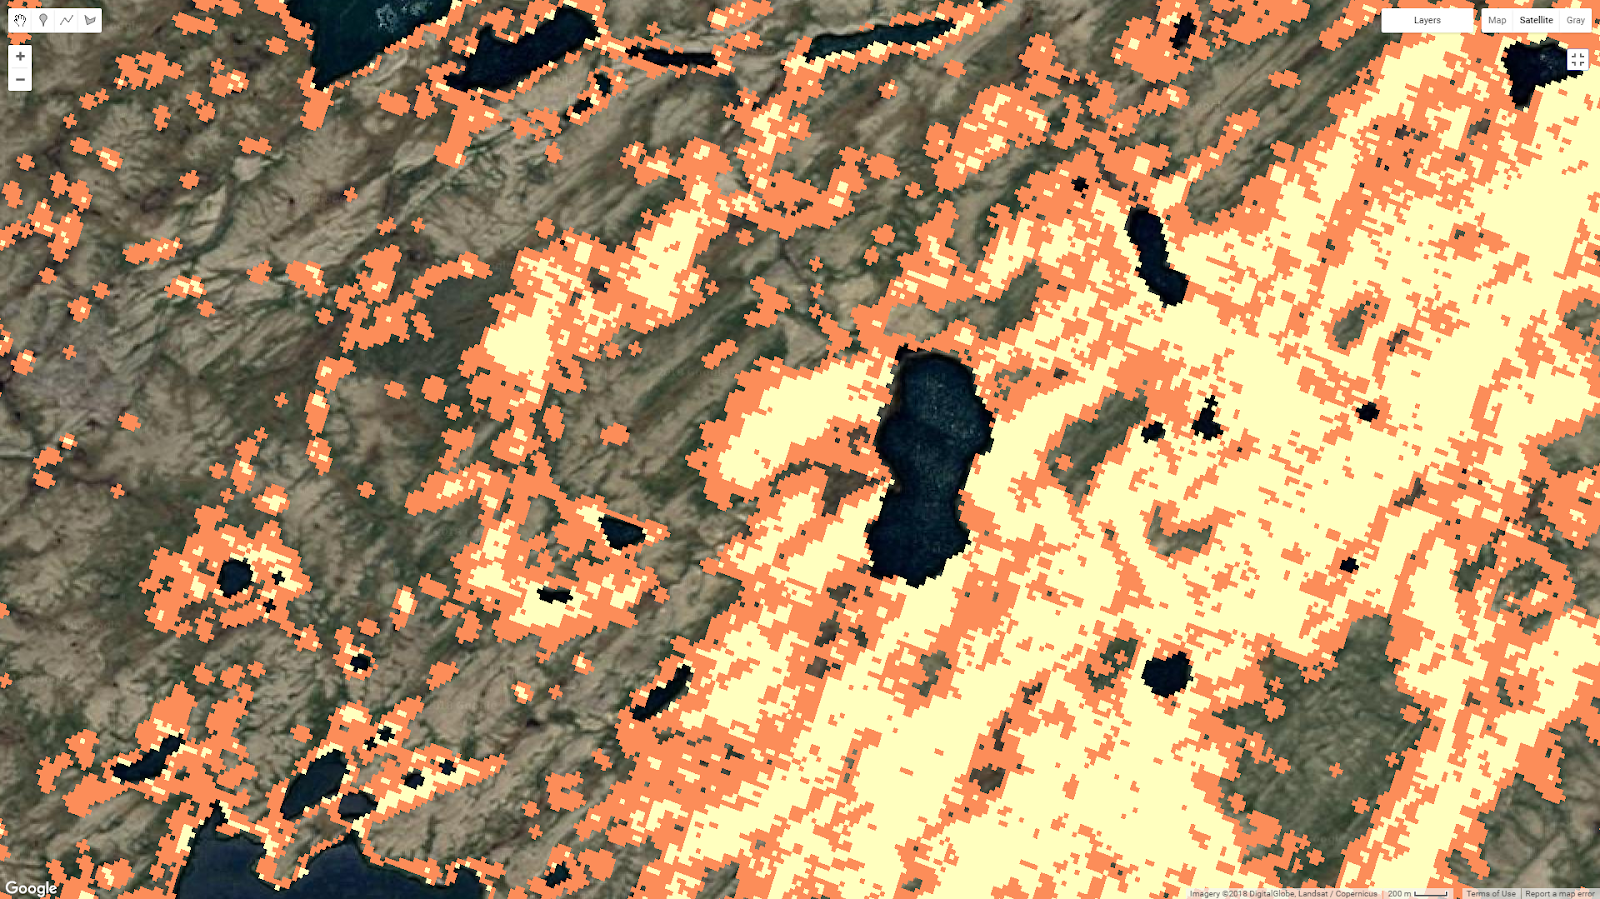 Layers
Map
Satellite
Gray
+
−
Google
Imagery ©2018 DigitalGlobe, Landsat / Copernicus
200 m
Terms of Use
Report a map error